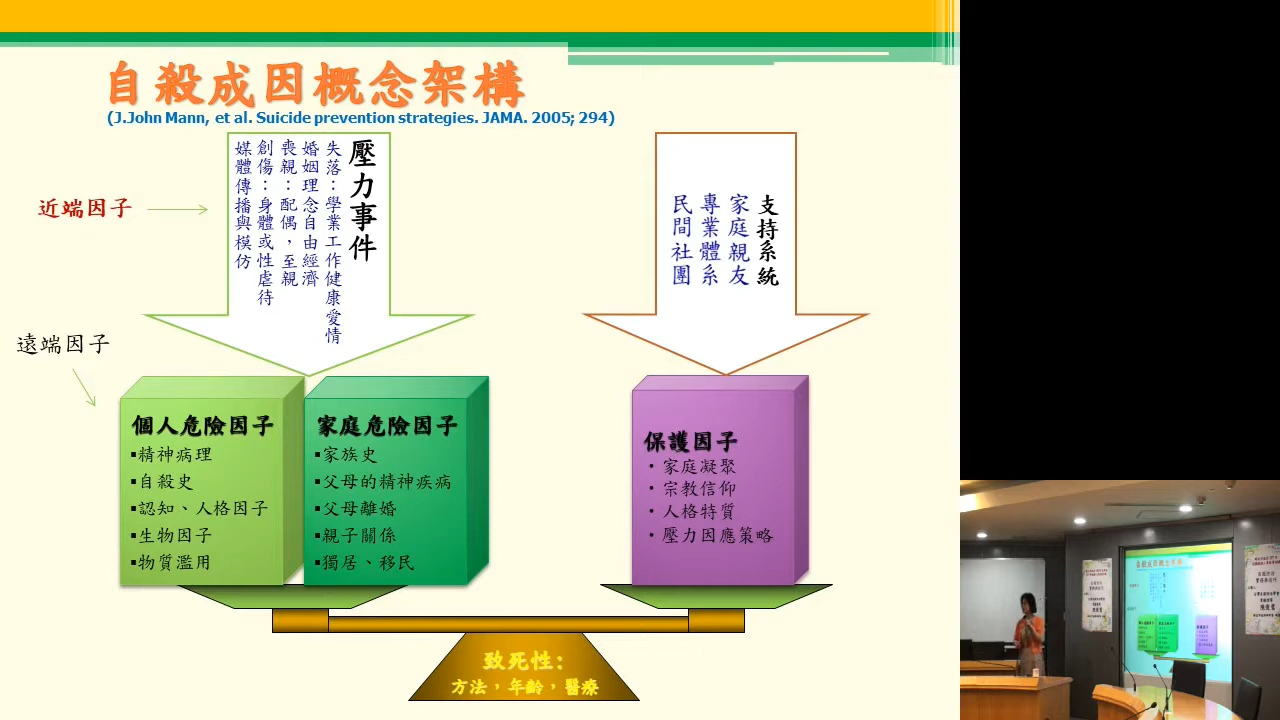 自殺成因概念架構
(J.John Mann, et al. Suicide prevention strategies. JAMA. 2005; 294)
近端因子
遠端因子
壓力事件
失落：學業工作健康愛情
婚姻理念自由經濟
喪親：配偶，至親
創傷：身體或性虐待
媒體傳播與模仿
支持系統
家庭親友
專業體系
民間社團
個人危險因子
▪精神病理
▪自殺史
▪認知、人格因子
▪生物因子
▪物質濫用
家庭危險因子
▪家族史
▪父母的精神疾病
▪父母離婚
▪親子關係
▪獨居、移民
保護因子
・家庭凝聚
・宗教信仰
・人格特質
・壓力因應策略
致死性:
方法，年齡，醫療
自殺成因概念架構